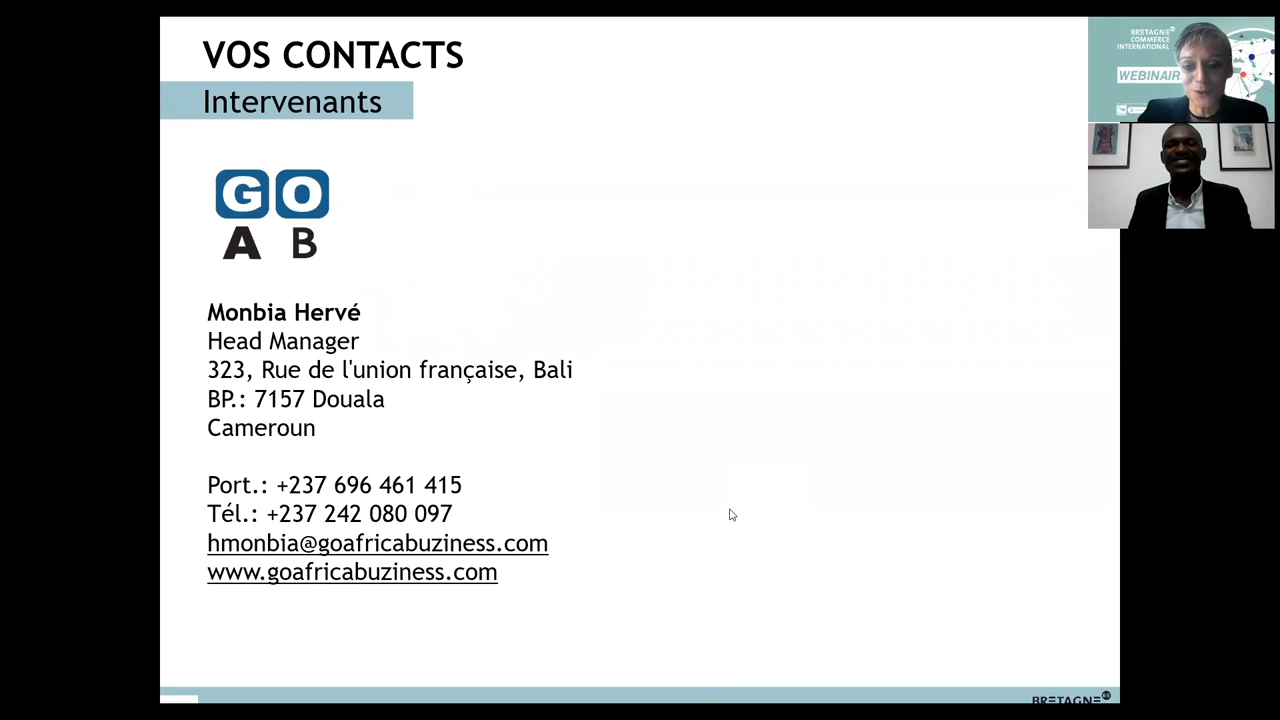 VOS CONTACTS
Intervenants
GO
A B
Monbia Hervé
Head Manager
323, Rue de l'union française, Bali
BP.: 7157 Douala
Cameroun
Port.: +237 696 461 415
Tél.: +237 242 080 097
hmonbia@goafricabuziness.com
www.goafricabuziness.com
BRETAGNE
COMMERCE
INTERNATIONAL
WEBINAIR
BRETAGNE